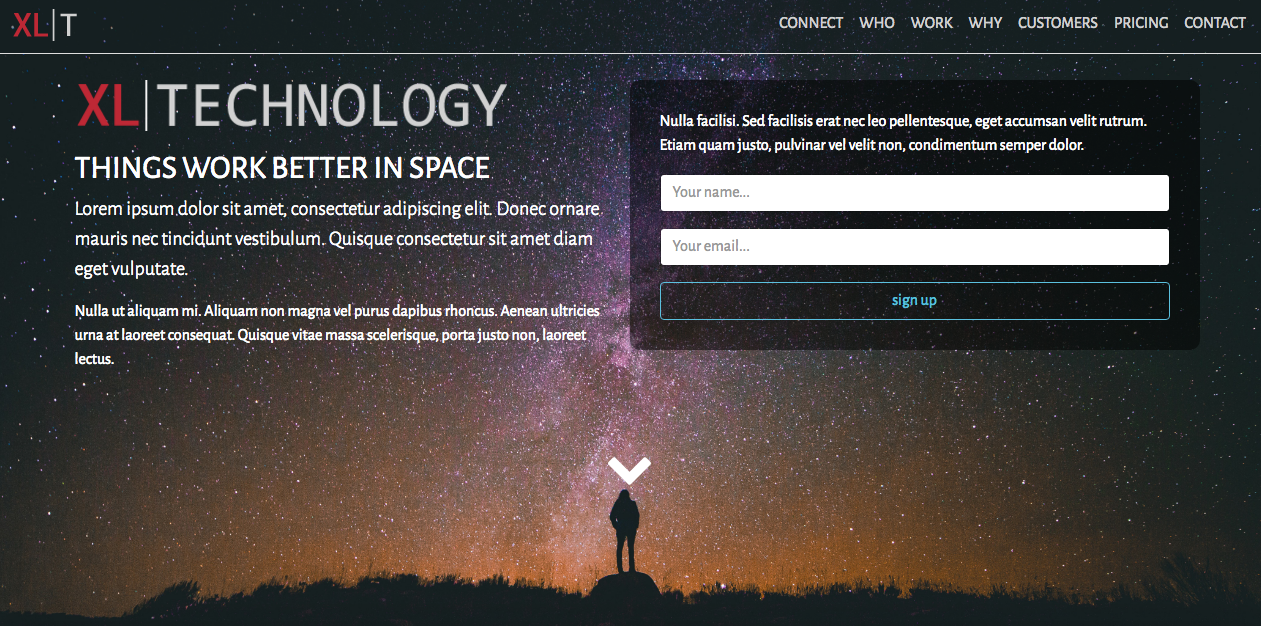 XL|T
CONNECT WHO WORK WHY CUSTOMERS PRICING CONTACT
XL|TECHNOLOGY
THINGS WORK BETTER IN SPACE
Lorem ipsum dolor sit amet, consectetur adipiscing elit. Donec ornare
mauris nec tincidunt vestibulum. Quisque consectetur sit amet diam
eget vulputate.
Nulla ut aliquam mi. Aliquam non magna vel purus dapibus rhoncus. Aenean ultricies
urna at laoreet consequat. Quisque vitae massa scelerisque, porta justo non, laoreet
lectus.
Nulla facilisi. Sed facilisis erat nec leo pellentesque, eget accumsan velit rutrum.
Etiam quam justo, pulvinar vel velit non, condimentum semper dolor.
Your name...
Your email...
sign up